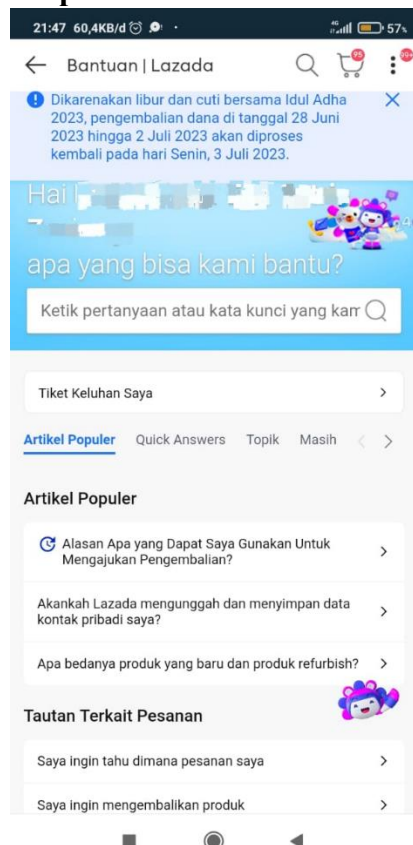 21:47 60,4KB/d
4G
57%
Bantuan | Lazada
95
99+
Dikarenakan libur dan cuti bersama Idul Adha
2023, pengembalian dana di tanggal 28 Juni
2023 hingga 2 Juli 2023 akan diproses
kembali pada hari Senin, 3 Juli 2023.
Hai
apa yang bisa kami bantu?
Ketik pertanyaan atau kata kunci yang kam
Tiket Keluhan Saya
Artikel Populer Quick Answers Topik Masih
Artikel Populer
Alasan Apa yang Dapat Saya Gunakan Untuk
Mengajukan Pengembalian?
Akankah Lazada mengunggah dan menyimpan data
kontak pribadi saya?
Apa bedanya produk yang baru dan produk refurbish?
Tautan Terkait Pesanan
Saya ingin tahu dimana pesanan saya
Saya ingin mengembalikan produk